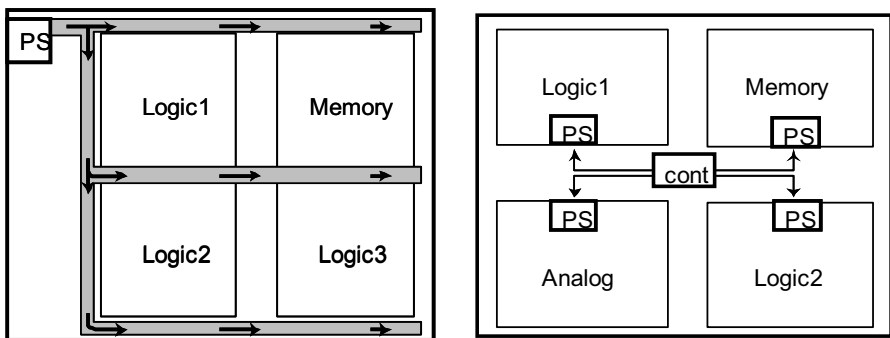 PS
Logic1
Memory
Logic2
Logic3
Logic1
Memory
PS
PS
cont
PS
PS
Analog
Logic2